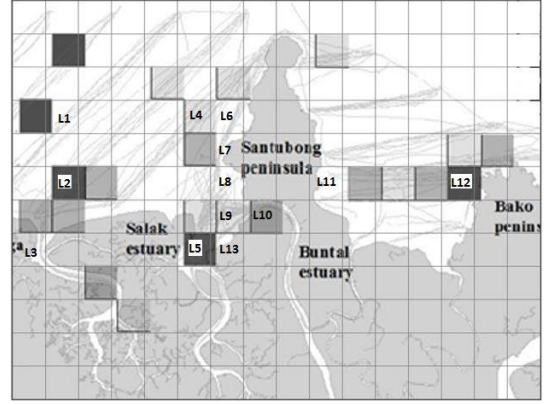 L1
L4 L6
L7 Santubong
peninsula
L2 L8 L11 L12
Bako
penins
L9 L10
Salak
estuary
ga L3 L5 L13
Buntal
estuary